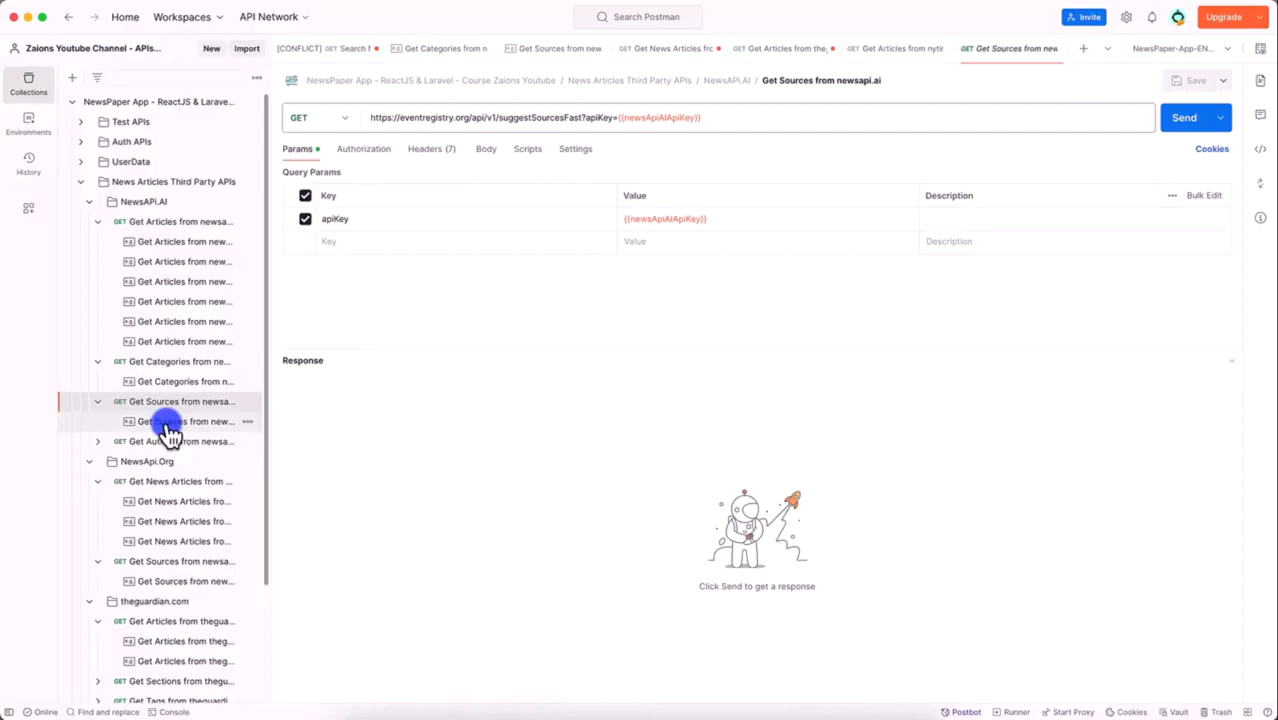 Home Workspaces API Network Search Postman Invite Upgrade
Zaions Youtube Channel - APIs... New Import
[CONFLICT] GET Search f Get Categories from n Get Sources from new GET Get News Articles frc GET Get Articles from the, GET Get Articles from nytir GET Get Sources from new NewsPaper-App-EN...
Collections
Environments
History
NewsPaper App - ReactJS & Larave...
Test APIs
Auth APIs
UserData
News Articles Third Party APIs
NewsAPi.AI
GET Get Articles from newsa...
Get Articles from new...
Get Articles from new...
Get Articles from new...
Get Articles from new...
Get Articles from new...
Get Articles from new...
GET Get Categories from ne...
Get Categories from n...
GET Get Sources from newsa...
Get Sources from new...
GET Get from newsa...
NewsApi.Org
GET Get News Articles from ...
Get News Articles fro...
Get News Articles fro...
Get News Articles fro...
GET Get Sources from newsa...
Get Sources from new...
theguardian.com
GET Get Articles from thegua...
Get Articles from theg...
Get Articles from theg...
GET Get Sections from thegu...
GET Get Tags from theguardi
NewsPaper App - ReactJS & Laravel - Course Zaions Youtube / News Articles Third Party APIs / NewsAPi.AI / Get Sources from newsapi.ai Save
GET https://eventregistry.org/api/v1/suggestSourcesFast?apiKey={{newsApiAIApiKey}} Send
Params Authorization Headers (7) Body Scripts Settings Cookies
Query Params
Key Value Description Bulk Edit
apiKey {{newsApiAIApiKey}}
Key Value Description
Response
Click Send to get a response
Online Find and replace Console Postbot Runner Start Proxy Cookies Vault Trash